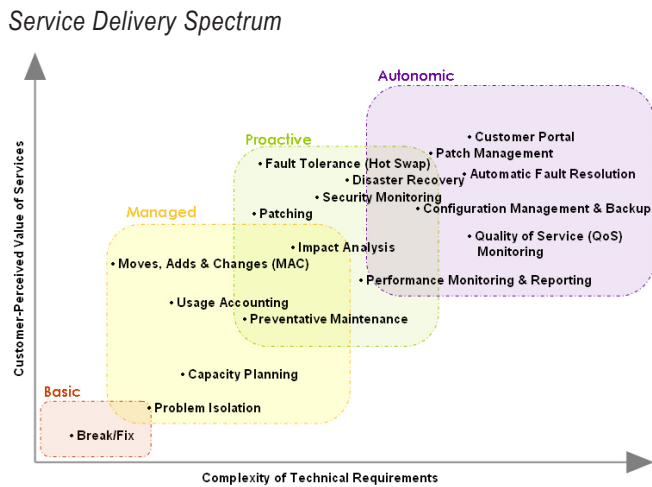 Service Delivery Spectrum
Autonomic
• Customer Portal
Proactive
• Patch Management
• Fault Tolerance (Hot Swap)
• Automatic Fault Resolution
• Disaster Recovery
• Security Monitoring
Managed
• Patching
• Configuration Management & Backup
• Quality of Service (QoS)
Monitoring
• Impact Analysis
• Moves, Adds & Changes (MAC)
• Performance Monitoring & Reporting
• Usage Accounting
• Preventative Maintenance
• Capacity Planning
Basic
• Problem Isolation
• Break/Fix
Customer-Perceived Value of Services
Complexity of Technical Requirements